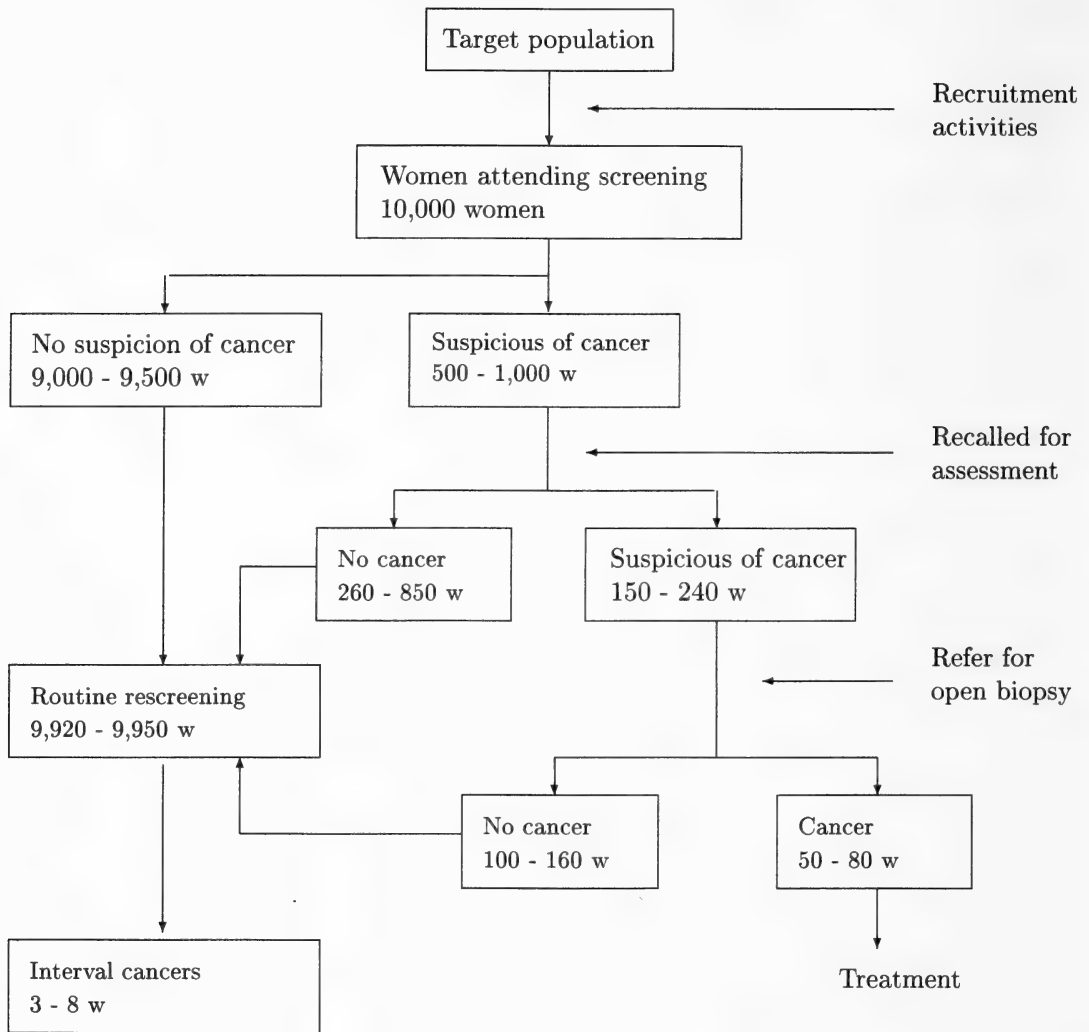 Target population
Recruitment
activities
Women attending screening
10,000 women
No suspicion of cancer
9,000 - 9,500 w
Suspicious of cancer
500 - 1,000 w
Recalled for
assessment
No cancer
260 - 850 w
Suspicious of cancer
150 - 240 w
Refer for
open biopsy
Routine rescreening
9,920 - 9,950 w
No cancer
100 - 160 w
Cancer
50 - 80 w
Interval cancers
3 - 8 w
Treatment